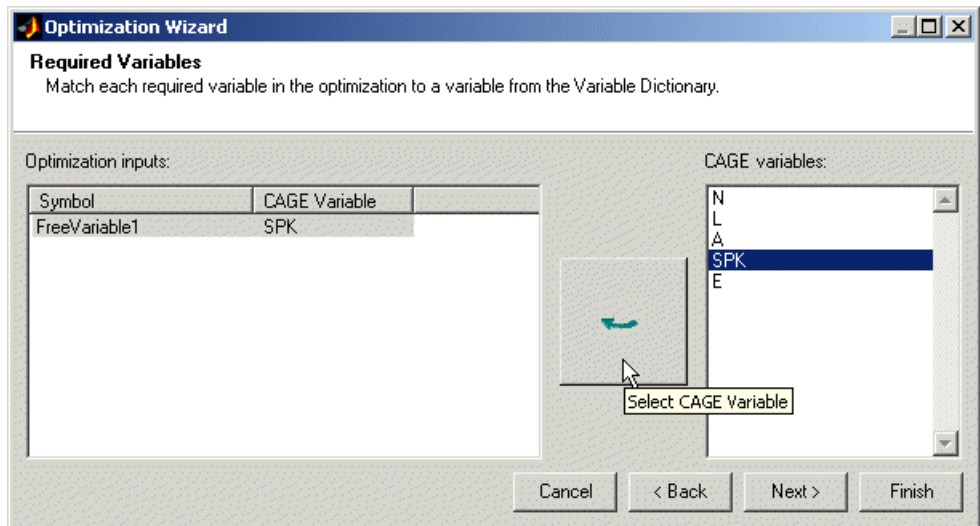 Optimization Wizard
Required Variables
Match each required variable in the optimization to a variable from the Variable Dictionary.
Optimization inputs:
CAGE variables:
Symbol CAGE Variable
FreeVariable1 SPK
N
L
A
SPK
E
Select CAGE Variable
Cancel
< Back
Next >
Finish